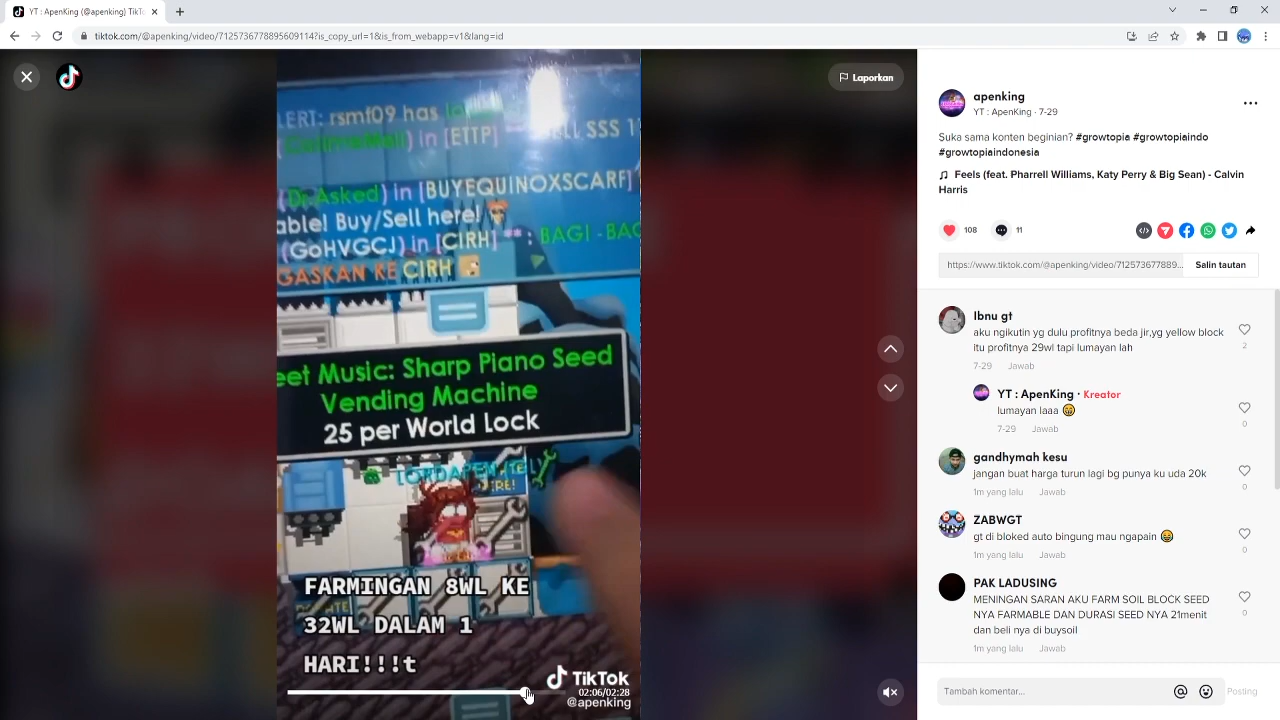 YT : ApenKing (@apenking) TikTo
tiktok.com/@apenking/video/7125736778895609114?is_copy_url=1&is_from_webapp=v1&lang=id
Laporkan
LERT: rsmf09 has
) in [ETTP] SSS
(Dr.Asked) in [BUYEQUINOXSCARF]
able! Buy/Sell here!
(GoHVGCJ) in [CIRH] ** : BAGI - BAG
GASKAN KE CIRH
eet Music: Sharp Piano Seed
Vending Machine
25 per World Lock
FARMINGAN 8WL KE
32WL DALAM 1
HARI!!!t
TikTok
02:06/02:28
@apenking
apenking
YT : ApenKing · 7-29
Suka sama konten beginian? #growtopia #growtopiaindo
#growtopiaindonesia
Feels (feat. Pharrell Williams, Katy Perry & Big Sean) - Calvin
Harris
108
11
https://www.tiktok.com/@apenking/video/712573677889...
Salin tautan
Ibnu gt
aku ngikutin yg dulu profitnya beda jir,yg yellow block
itu profitnya 29wl tapi lumayan lah
2
7-29 Jawab
YT : ApenKing · Kreator
lumayan laaa 😁
0
7-29 Jawab
gandhymah kesu
jangan buat harga turun lagi bg punya ku uda 20k
0
1m yang lalu Jawab
ZABWGT
gt di bloked auto bingung mau ngapain 😁
0
1m yang lalu Jawab
PAK LADUSING
MENINGAN SARAN AKU FARM SOIL BLOCK SEED
NYA FARMABLE DAN DURASI SEED NYA 21menit
dan beli nya di buysoil
0
1m yang lalu Jawab
Tambah komentar...
Posting